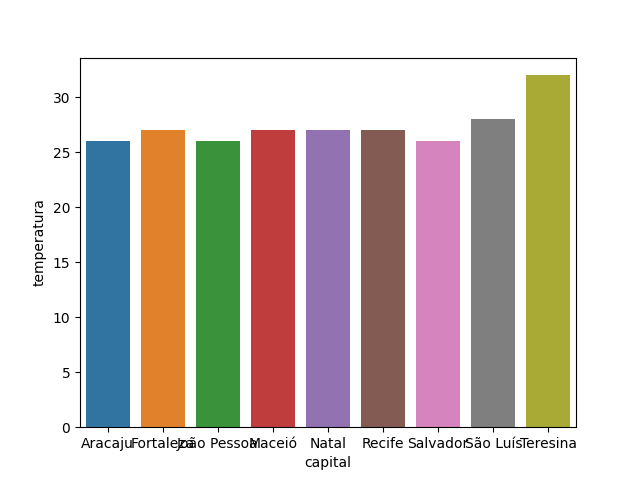 temperatura
30
25
20
15
10
5
0
Aracaju Fortaleza João Pessoa Maceió Natal Recife Salvador São Luís Teresina
capital